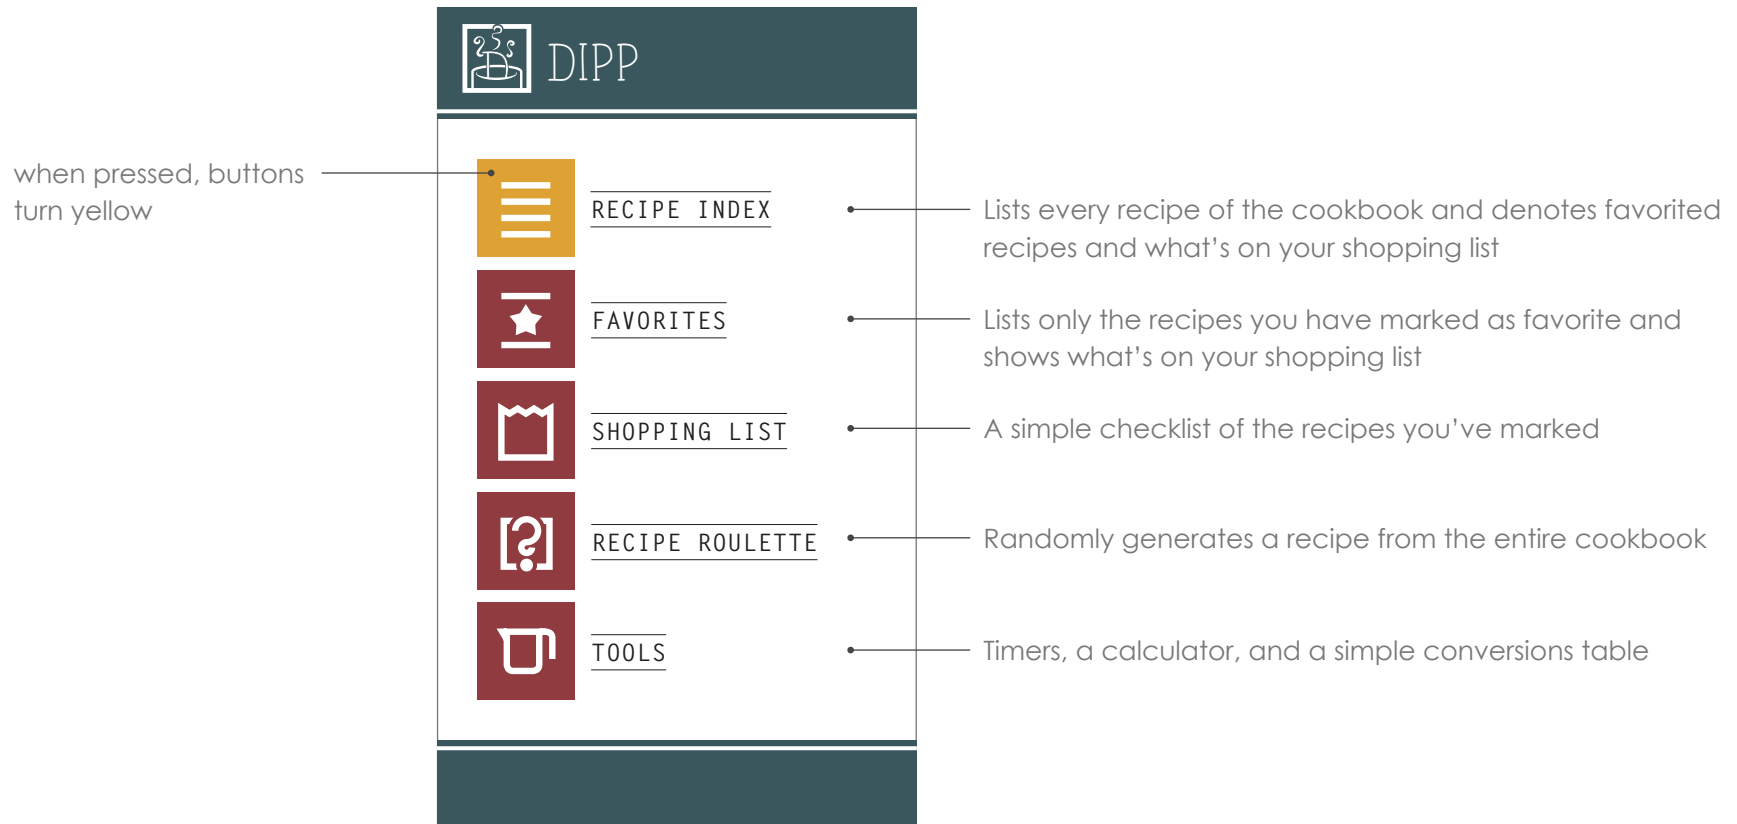 DIPP
when pressed, buttons
turn yellow
RECIPE INDEX
Lists every recipe of the cookbook and denotes favorited
recipes and what's on your shopping list
FAVORITES
Lists only the recipes you have marked as favorite and
shows what's on your shopping list
SHOPPING LIST
A simple checklist of the recipes you've marked
RECIPE ROULETTE
Randomly generates a recipe from the entire cookbook
TOOLS
Timers, a calculator, and a simple conversions table